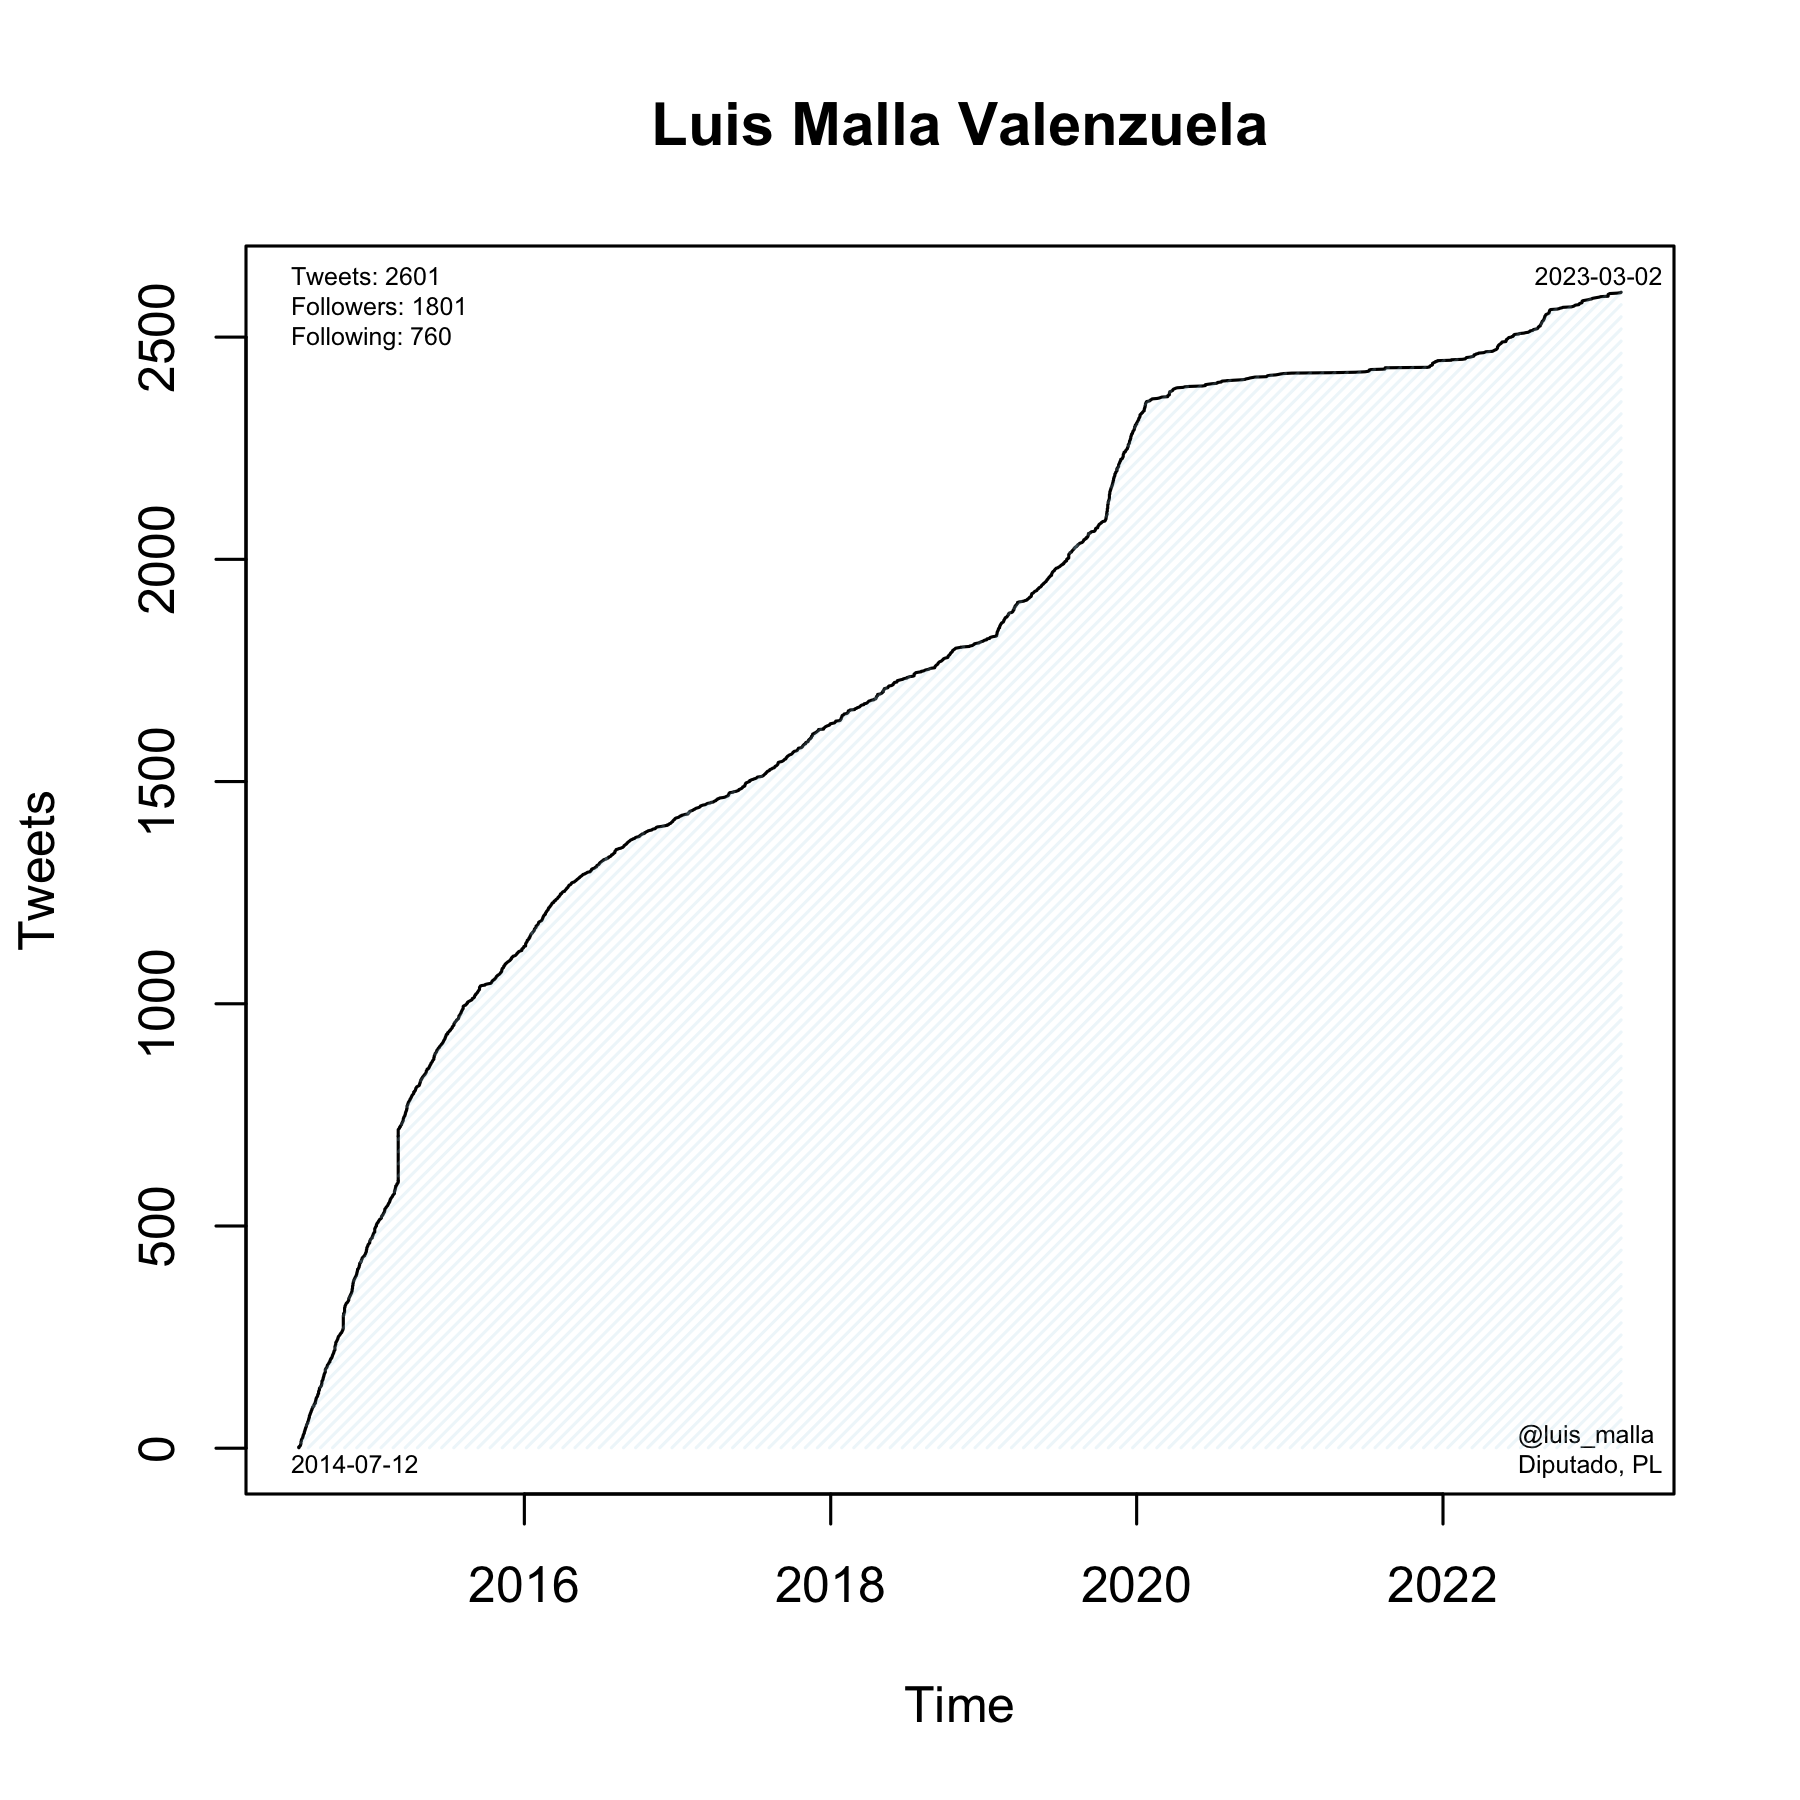 Luis Malla Valenzuela
Tweets: 2601
Followers: 1801
Following: 760
2023-03-02
2500
2000
1500
1000
500
0
Tweets
2014-07-12
@luis_malla
Diputado, PL
2016 2018 2020 2022
Time